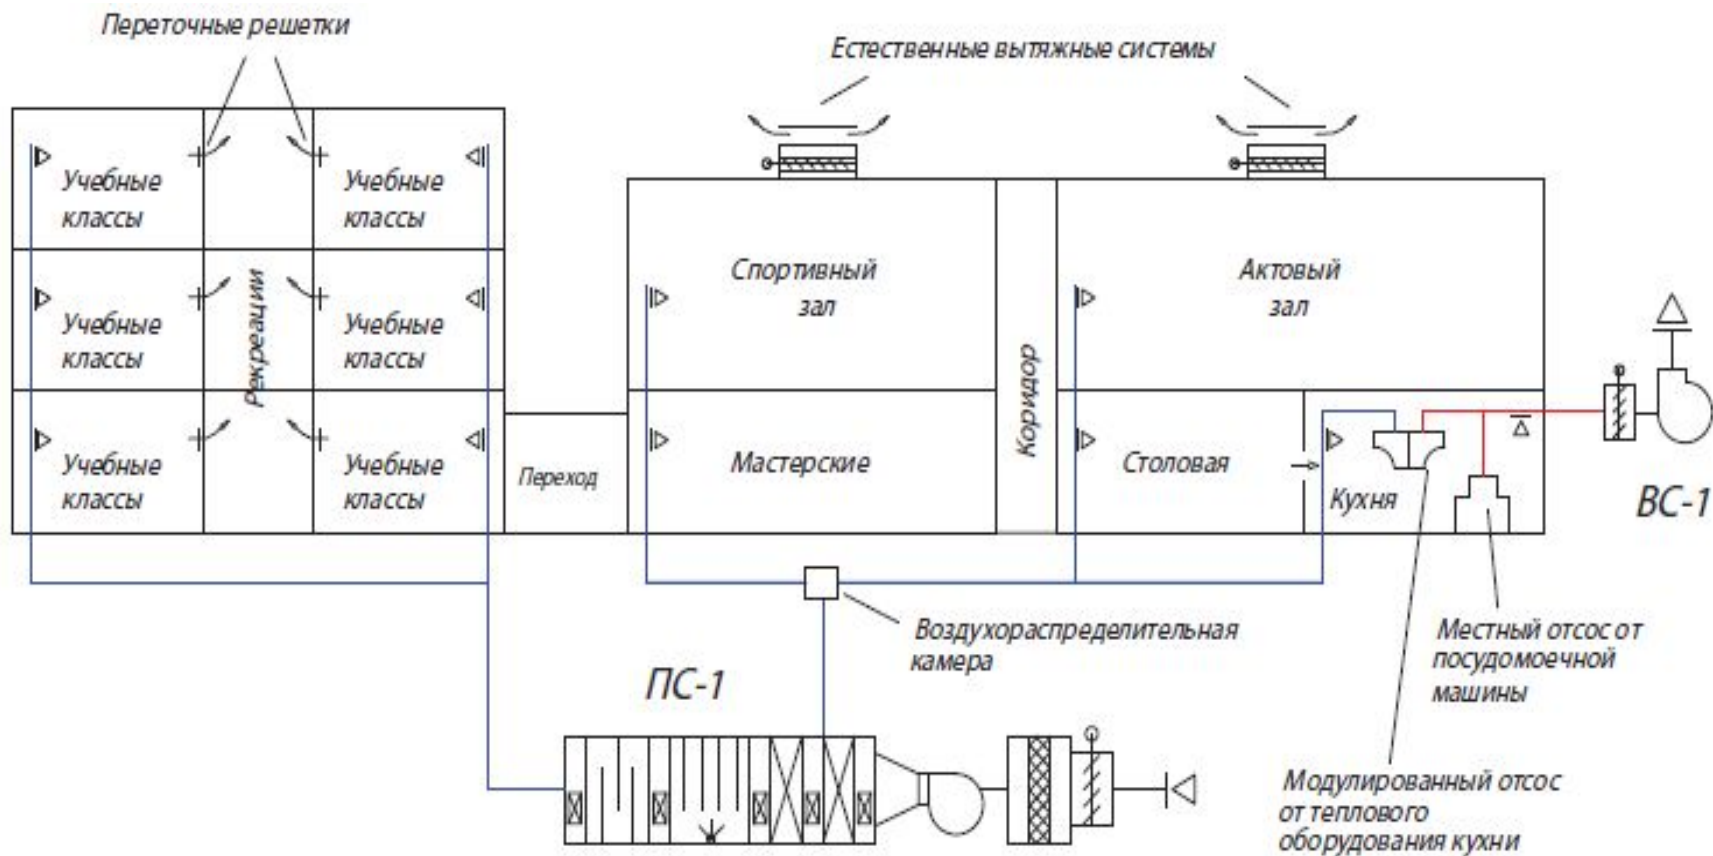 Переточные решетки
Естественные вытяжные системы
Учебные
классы
Учебные
классы
Спортивный
зал
Актовый
зал
Учебные
классы
Рекреации
Учебные
классы
Коридор
Учебные
классы
Учебные
классы
Переход
Мастерские
Столовая
Кухня
ВС-1
Воздухораспределительная
камера
Местный отсос от
посудомоечной
машины
ПС-1
Модулированный отсос
от теплового
оборудования кухни